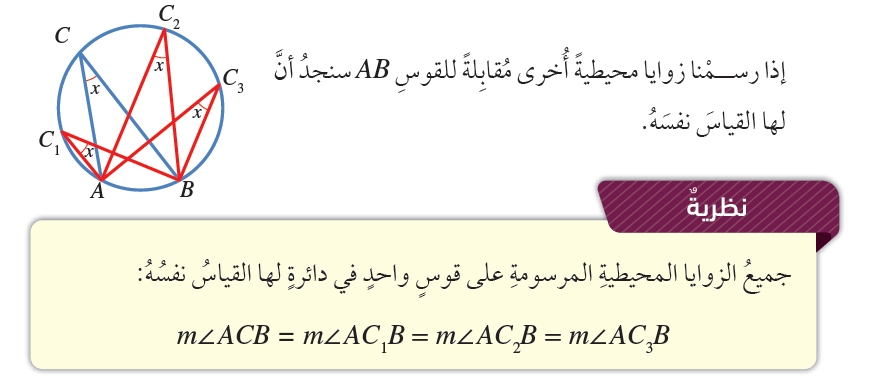 C₂
C
x
x
C₃
x
C₁
x
A
B
إذا رســمْنا زوايا محيطيةً أُخرى مُقابِلةً للقوسِ AB سنجدُ أنَّ
لها القياسَ نفسَهُ.
نظريةٌ
جميعُ الزوايا المحيطيةِ المرسومةِ على قوسٍ واحدٍ في دائرةٍ لها القياسُ نفسُهُ:
m∠ACB = m∠AC₁B = m∠AC₂B = m∠AC₃B